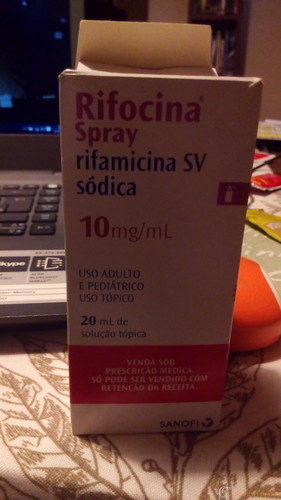 Rifocina®
Spray
rifamicina SV
sódica
10mg/mL
USO ADULTO
E PEDIÁTRICO
USO TÓPICO
20 mL de
solução tópica
VENDA SOB
PRESCRIÇÃO MÉDICA.
SÓ PODE SER VENDIDO COM
RETENÇÃO DA RECEITA.
SANOFI
skype